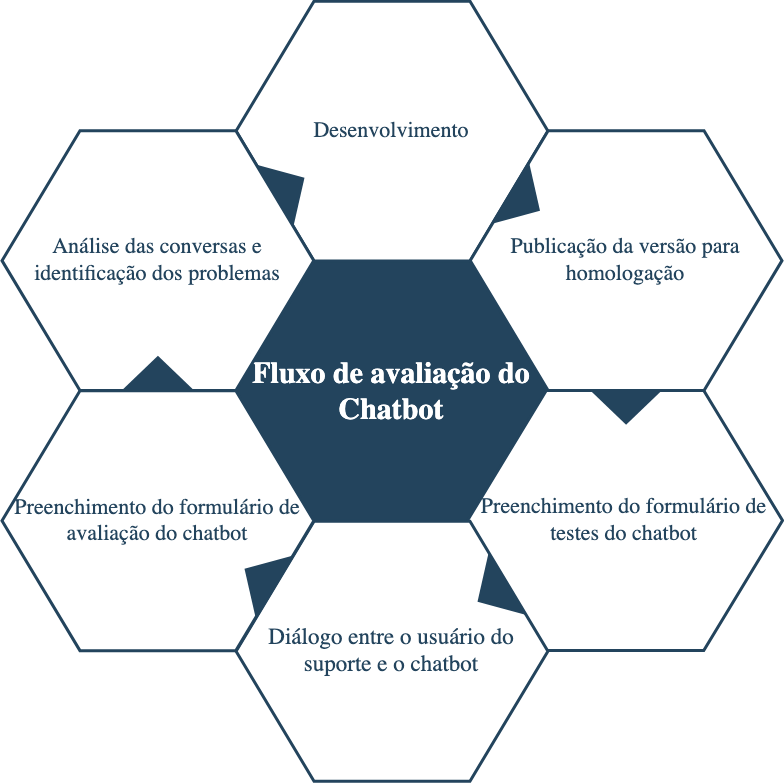 Desenvolvimento
Publicação da versão para
homologação
Preenchimento do formulário de
testes do chatbot
Diálogo entre o usuário do
suporte e o chatbot
Preenchimento do formulário de
avaliação do chatbot
Análise das conversas e
identificação dos problemas
Fluxo de avaliação do
Chatbot